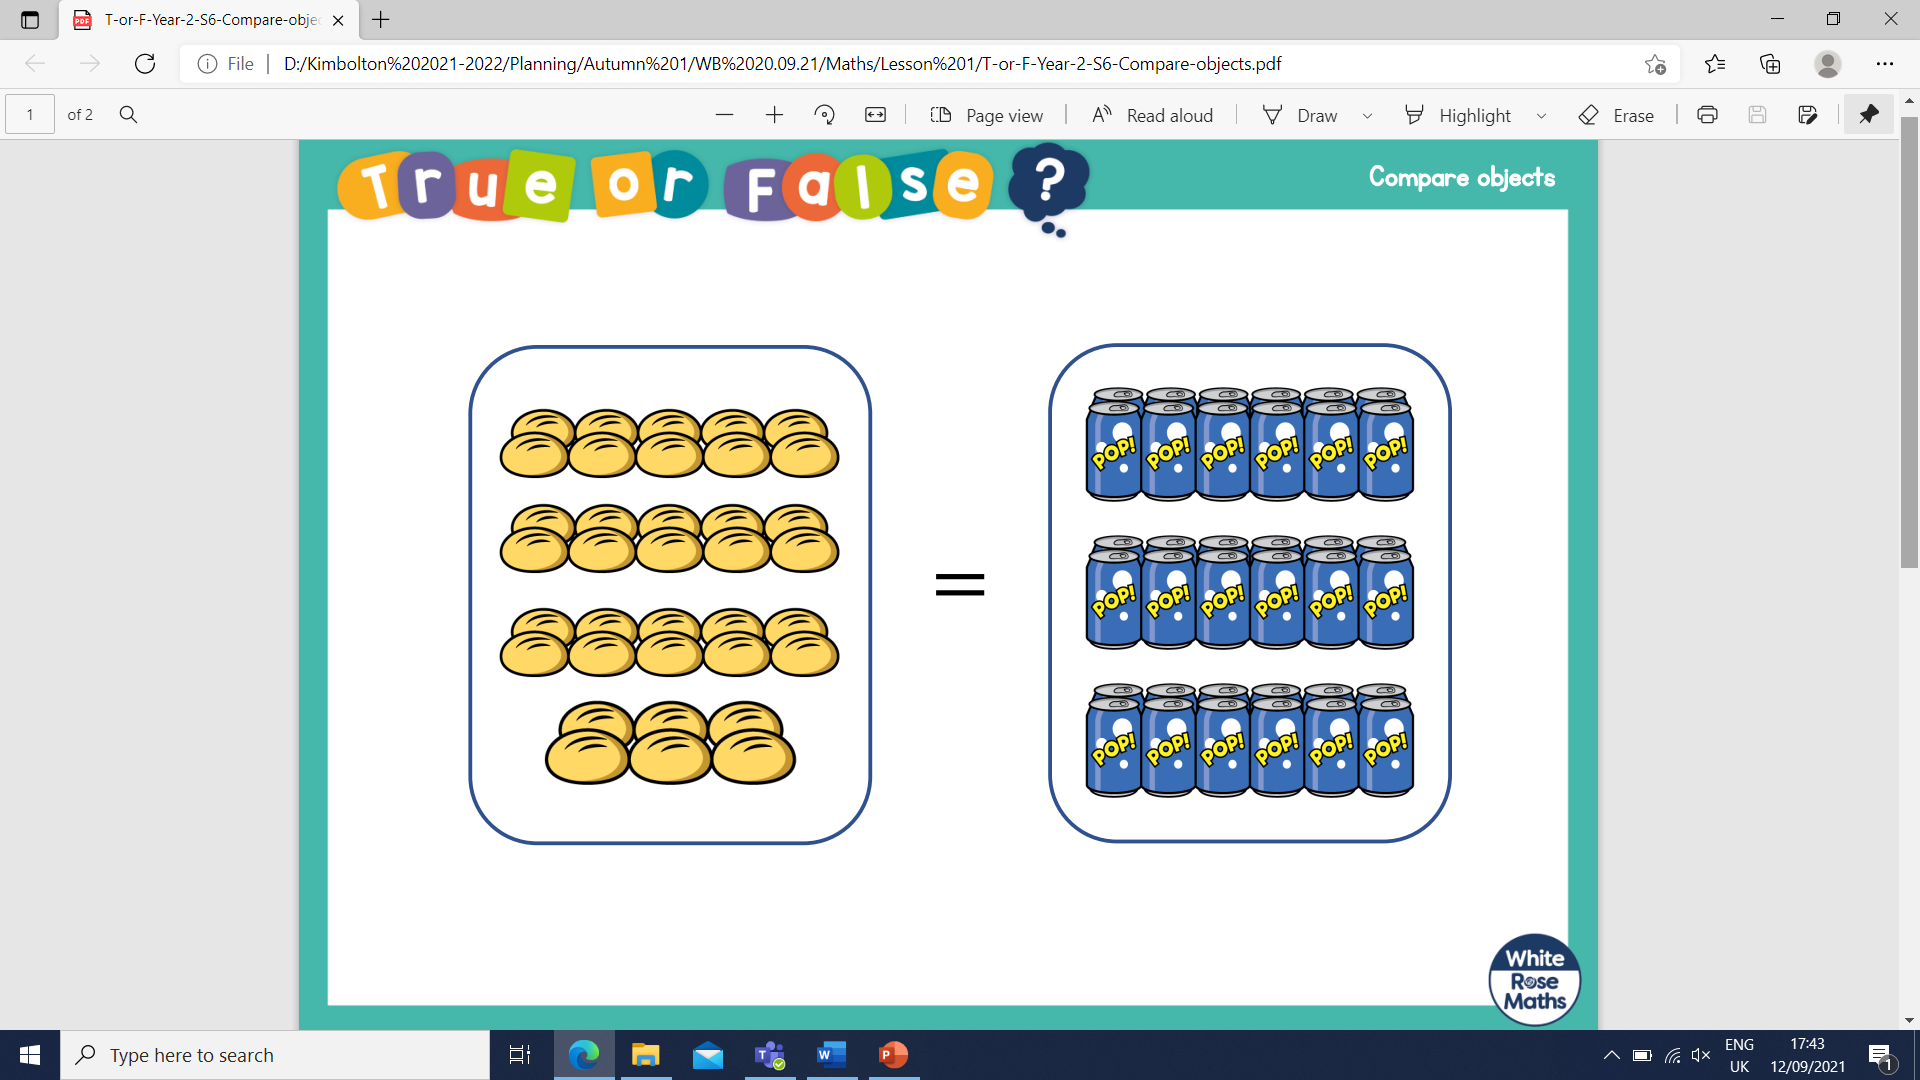 T-or-F-Year-2-S6-Compare-obje
File
D:/Kimbolton%202021-2022/Planning/Autumn%201/WB%2020.09.21/Maths/Lesson%201/T-or-F-Year-2-S6-Compare-objects.pdf
1 of 2
Page view
Read aloud
Draw
Highlight
Erase
True or False ?
Compare objects
POP! POP! POP! POP! POP! POP!
=
POP! POP! POP! POP! POP! POP!
POP! POP! POP! POP! POP! POP!
White
Rose
Maths
Type here to search
ENG
UK
17:43
12/09/2021
1